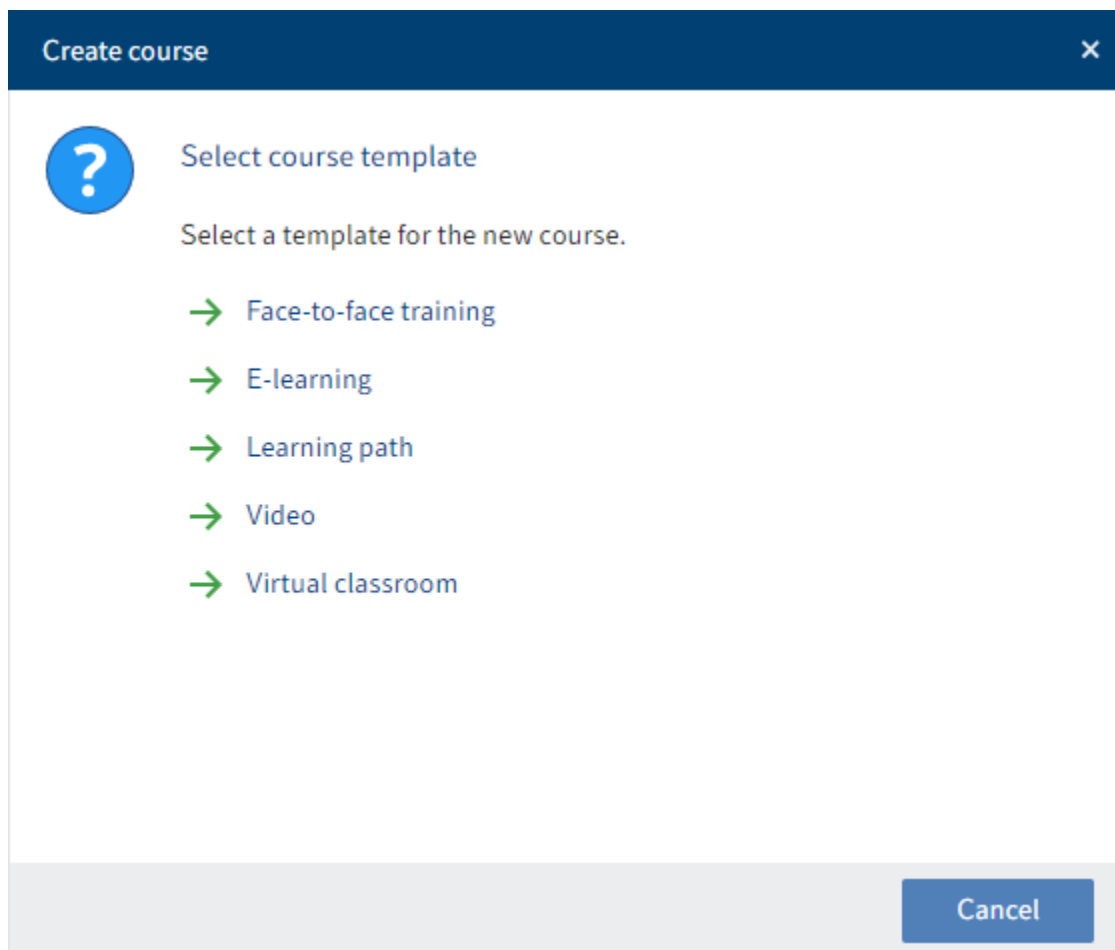 Create course
Select course template
Select a template for the new course.
Face-to-face training
E-learning
Learning path
Video
Virtual classroom
Cancel